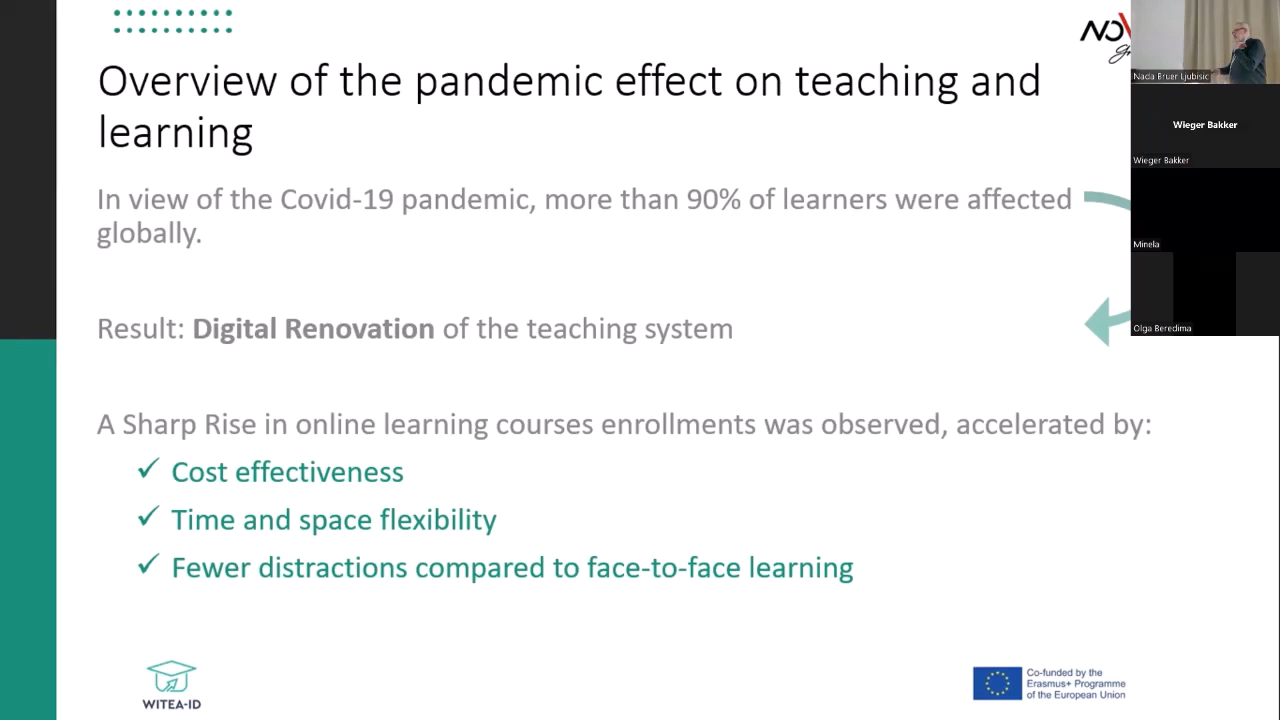 Overview of the pandemic effect on teaching and
learning
In view of the Covid-19 pandemic, more than 90% of learners were affected
globally.
Result: Digital Renovation of the teaching system
A Sharp Rise in online learning courses enrollments was observed, accelerated by:
✓ Cost effectiveness
✓ Time and space flexibility
✓ Fewer distractions compared to face-to-face learning
WITEA-ID
Co-funded by the
Erasmus+ Programme
of the European Union
Nada Bruer Ljubisic
Wieger Bakker
Wieger Bakker
Minela
Olga Beredima